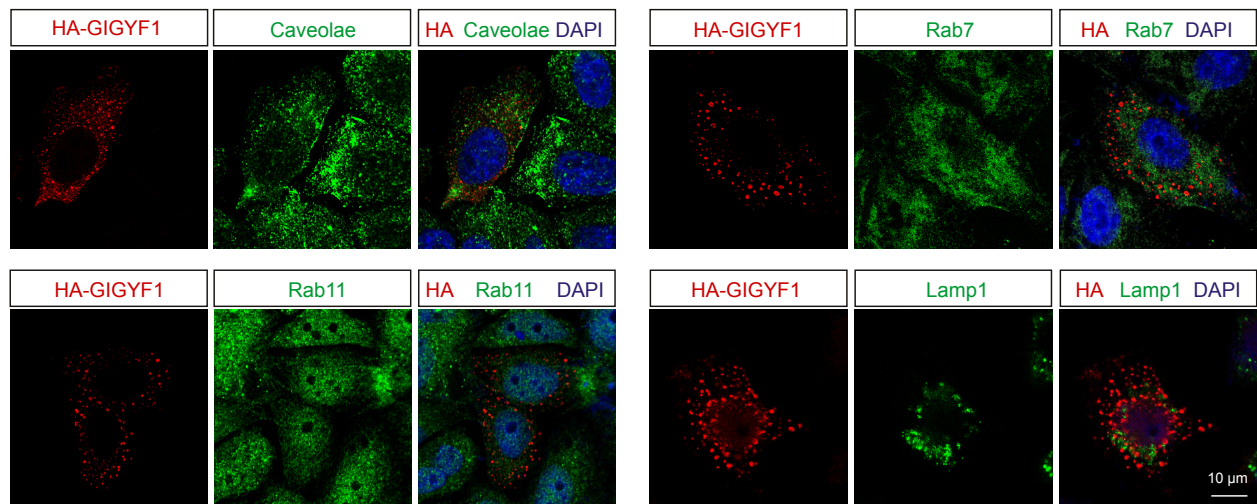 HA-GIGYF1
Caveolae
HA Caveolae DAPI
HA-GIGYF1
Rab7
HA Rab7 DAPI
HA-GIGYF1
Rab11
HA Rab11 DAPI
HA-GIGYF1
Lamp1
HA Lamp1 DAPI
10 µm